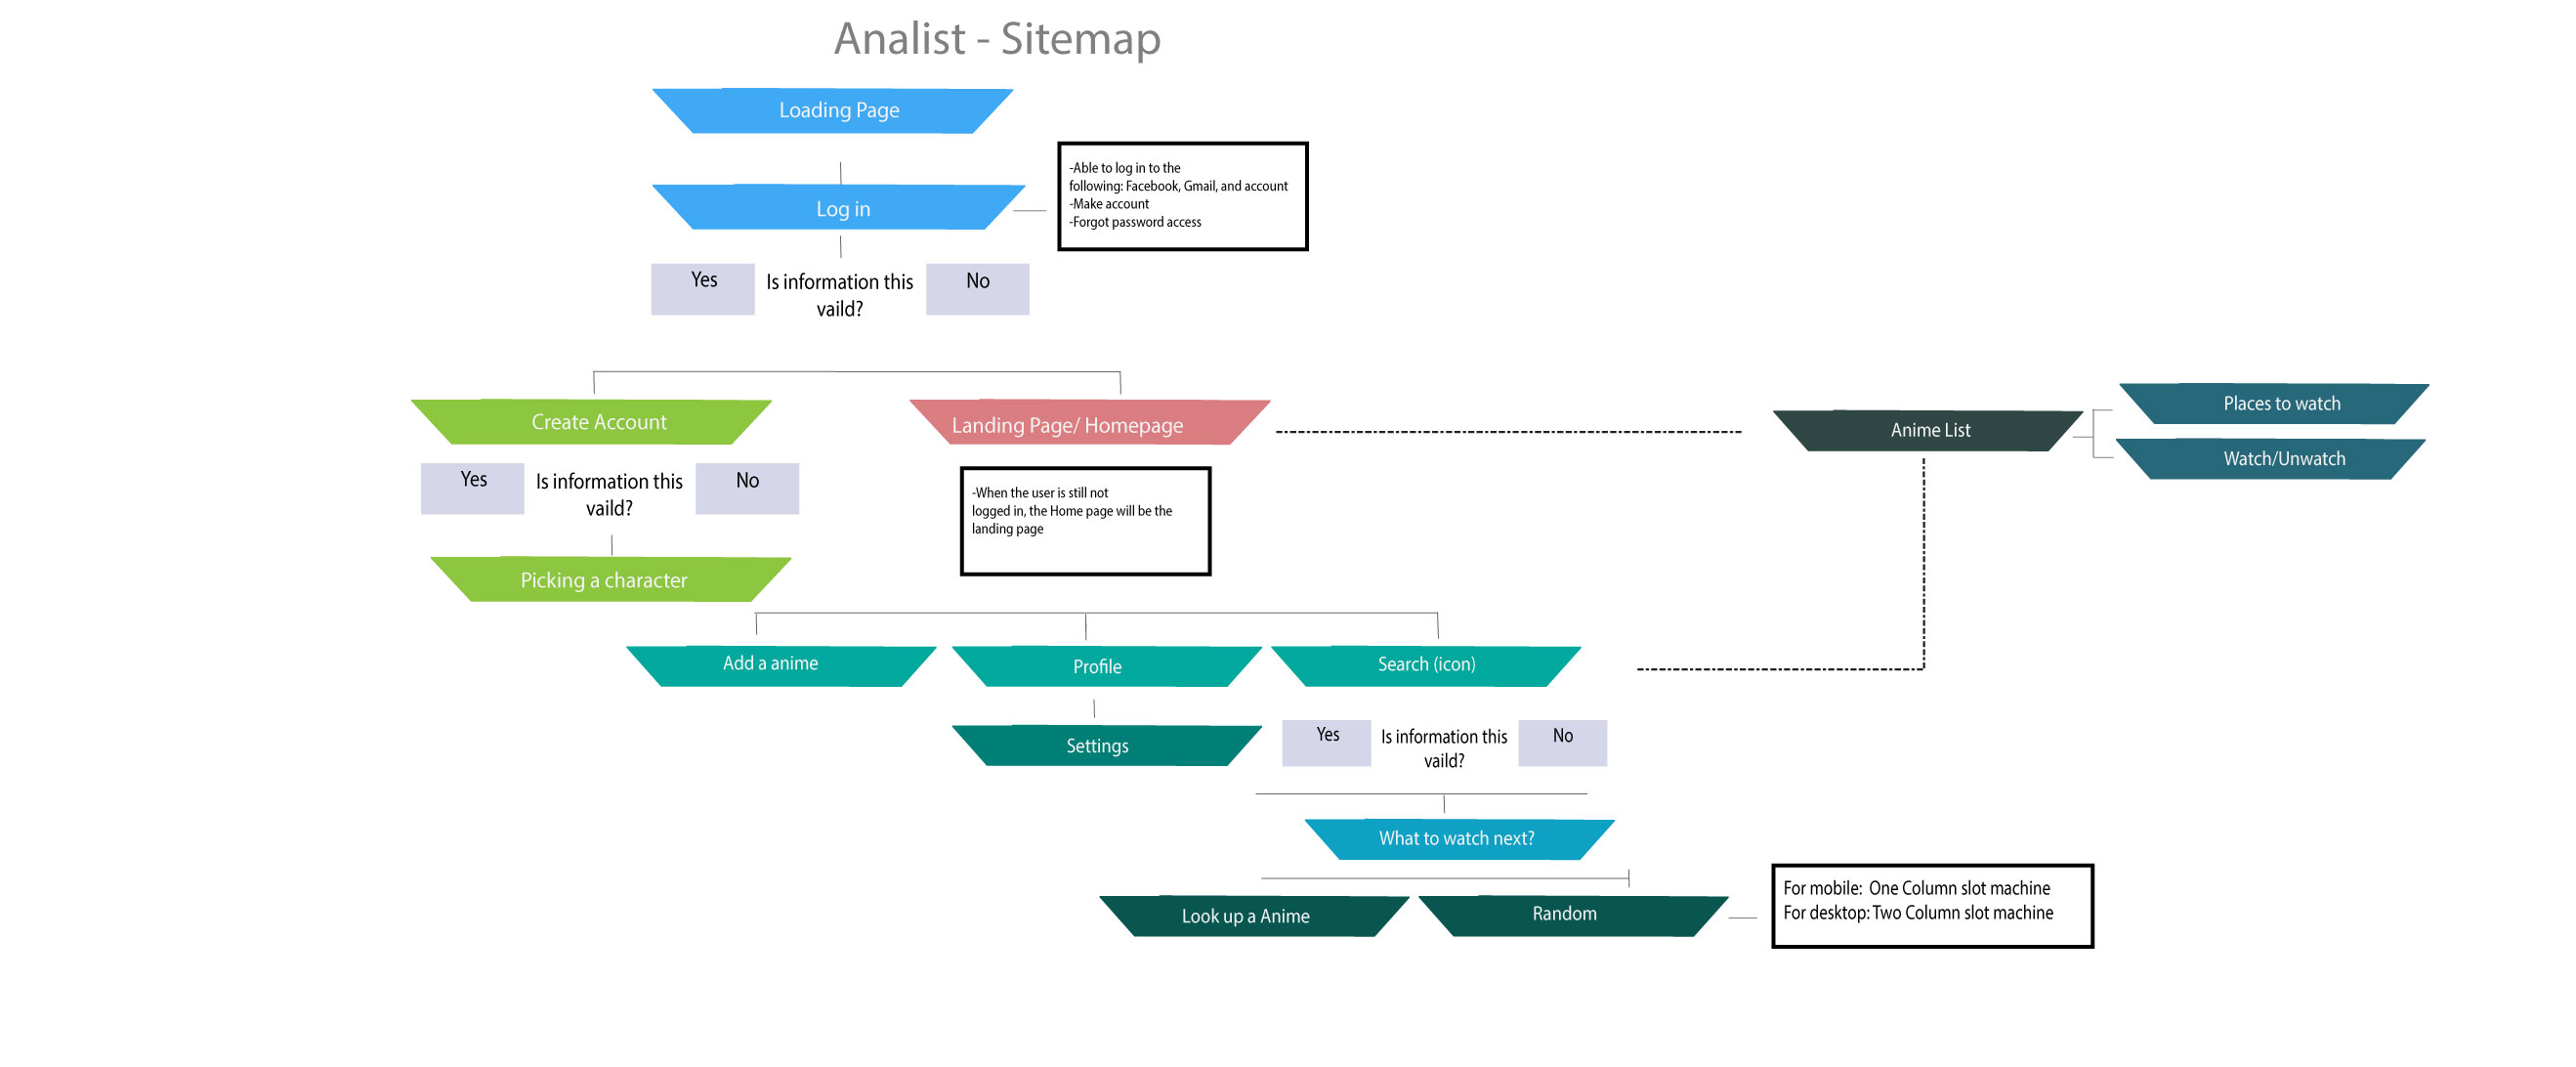 Analist - Sitemap
Loading Page
-Able to log in to the
following: Facebook, Gmail, and account
-Make account
-Forgot password access
Log in
Yes
Is information this
vaild?
No
Create Account
Landing Page/ Homepage
Anime List
Places to watch
Watch/Unwatch
Yes
Is information this
vaild?
No
-When the user is still not
logged in, the Home page will be the
landing page
Picking a character
Add a anime
Profile
Search (icon)
Settings
Yes
Is information this
vaild?
No
What to watch next?
Look up a Anime
Random
For mobile: One Column slot machine
For desktop: Two Column slot machine